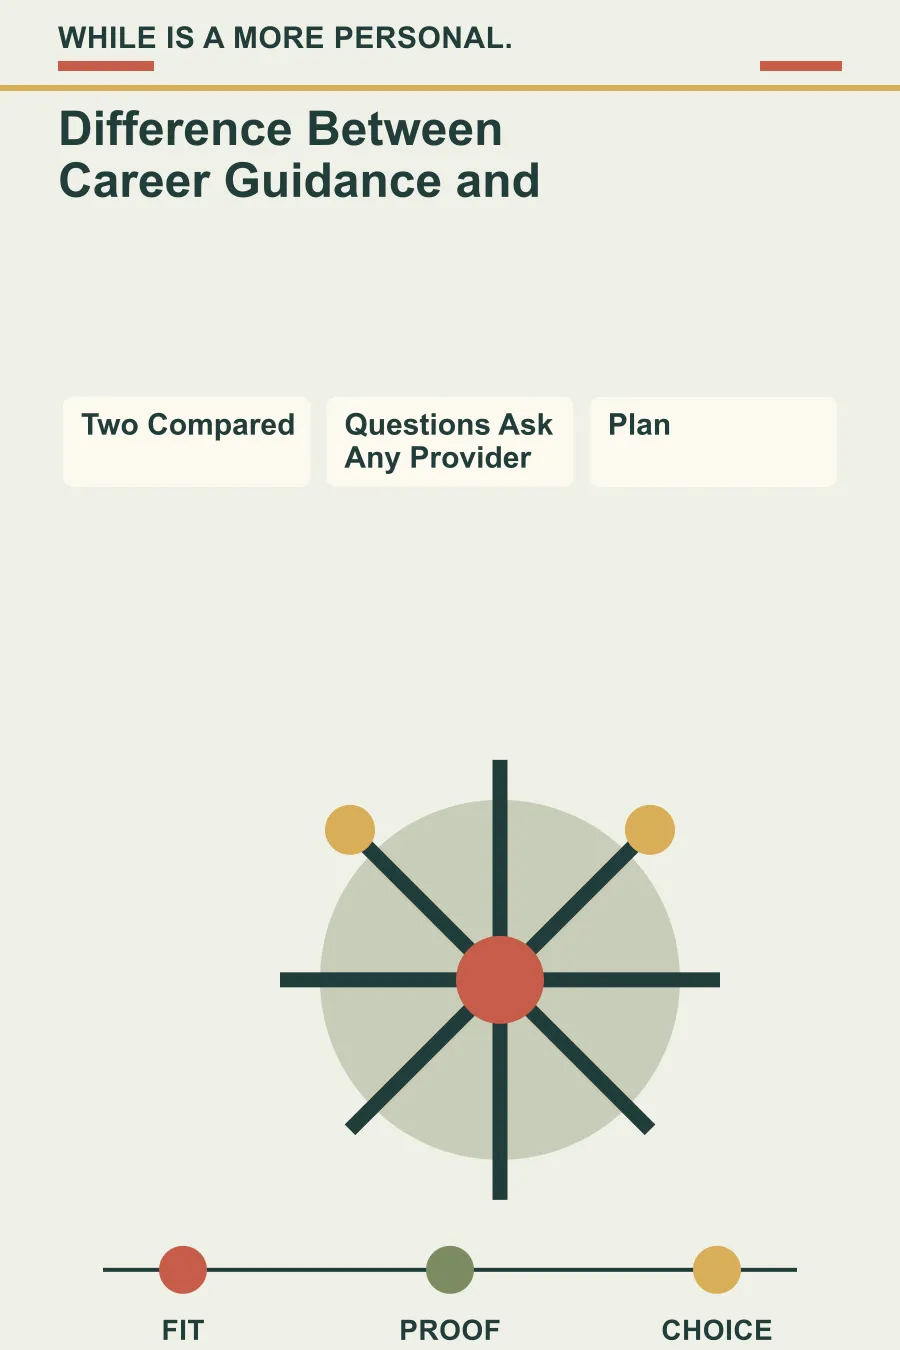 WHILE IS A MORE PERSONAL.
Difference Between
Career Guidance and
Two Compared
Questions Ask
Any Provider
Plan
FIT
PROOF
CHOICE